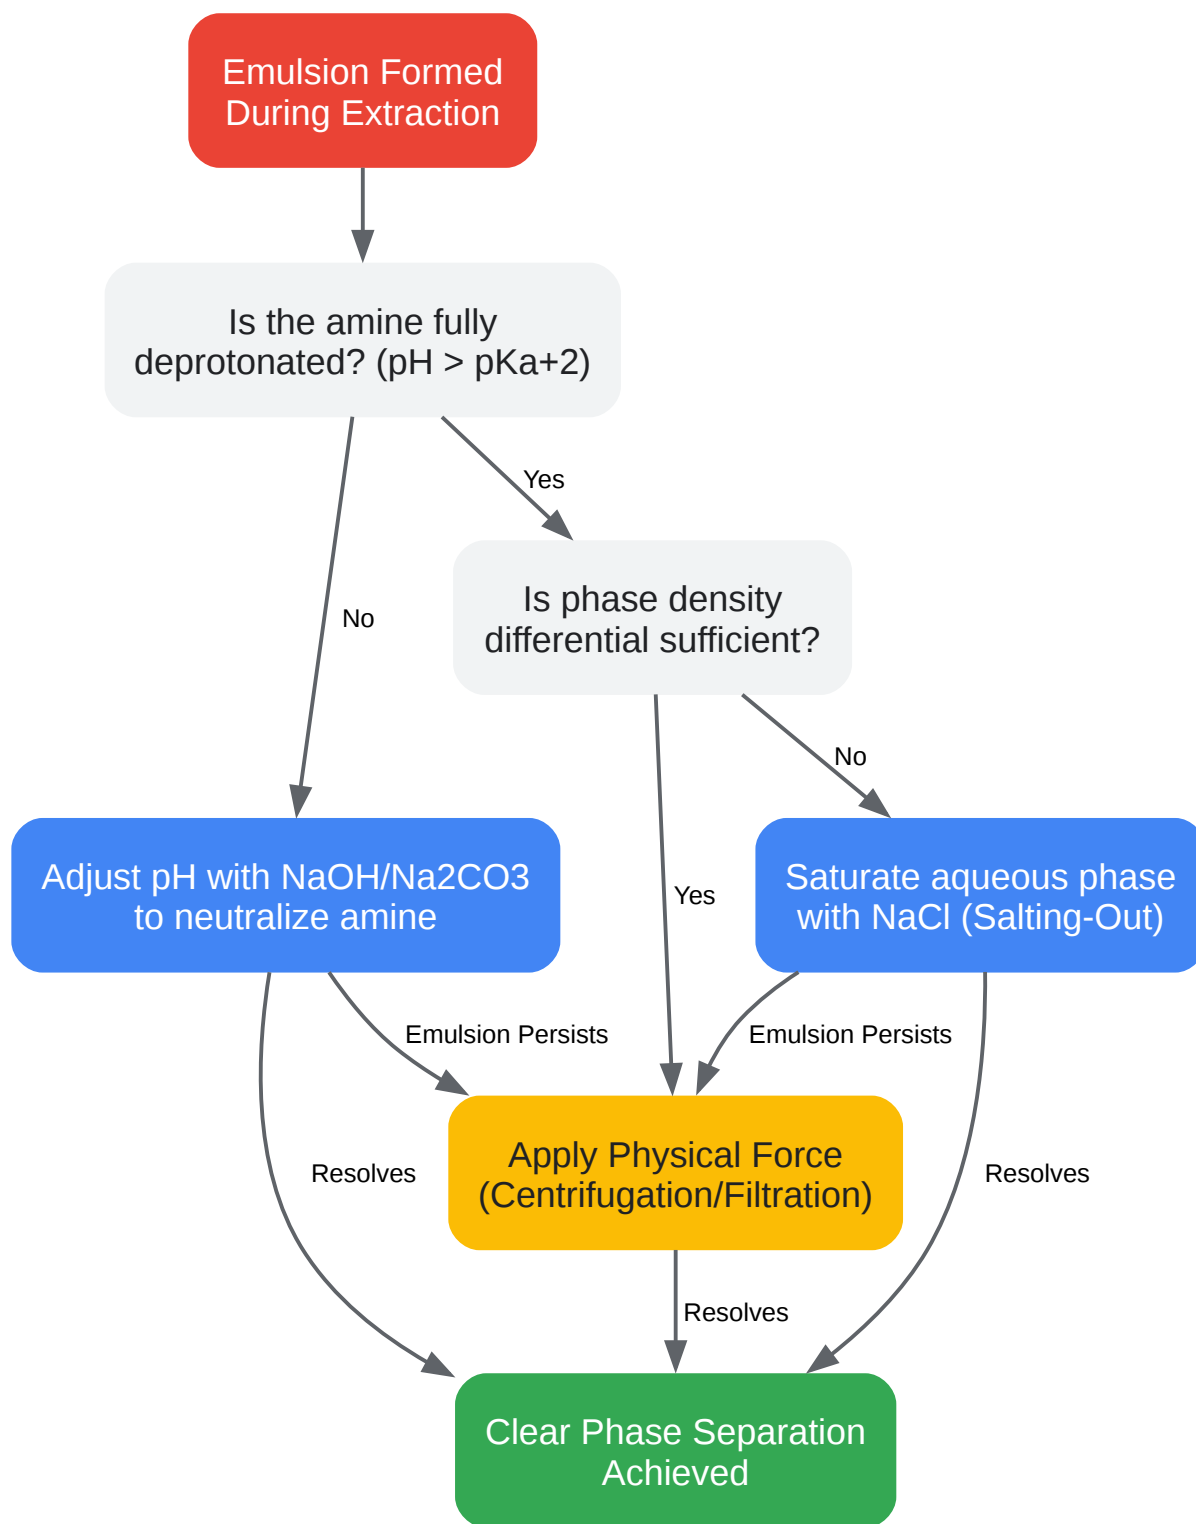 Emulsion Formed
During Extraction
Is the amine fully
deprotonated? (pH > pKa+2)
Yes
No
Is phase density
differential sufficient?
No
Yes
Adjust pH with NaOH/Na2CO3
to neutralize amine
Saturate aqueous phase
with NaCl (Salting-Out)
Emulsion Persists
Emulsion Persists
Apply Physical Force
(Centrifugation/Filtration)
Resolves
Resolves
Resolves
Clear Phase Separation
Achieved